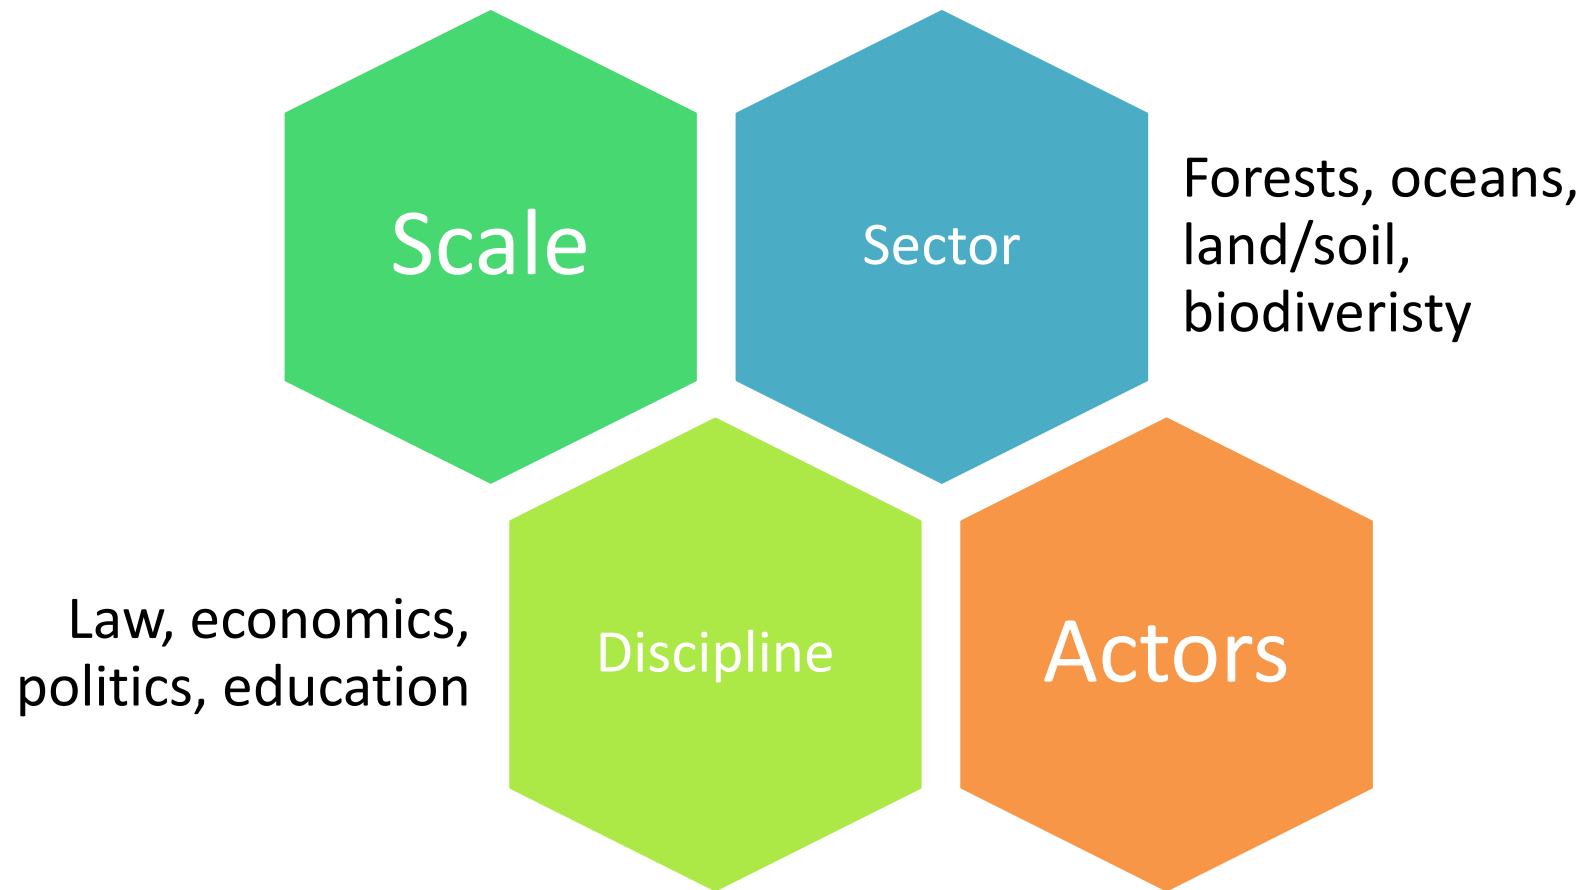 Scale
Sector
Forests, oceans,
land/soil,
biodiveristy
Law, economics,
politics, education
Discipline
Actors